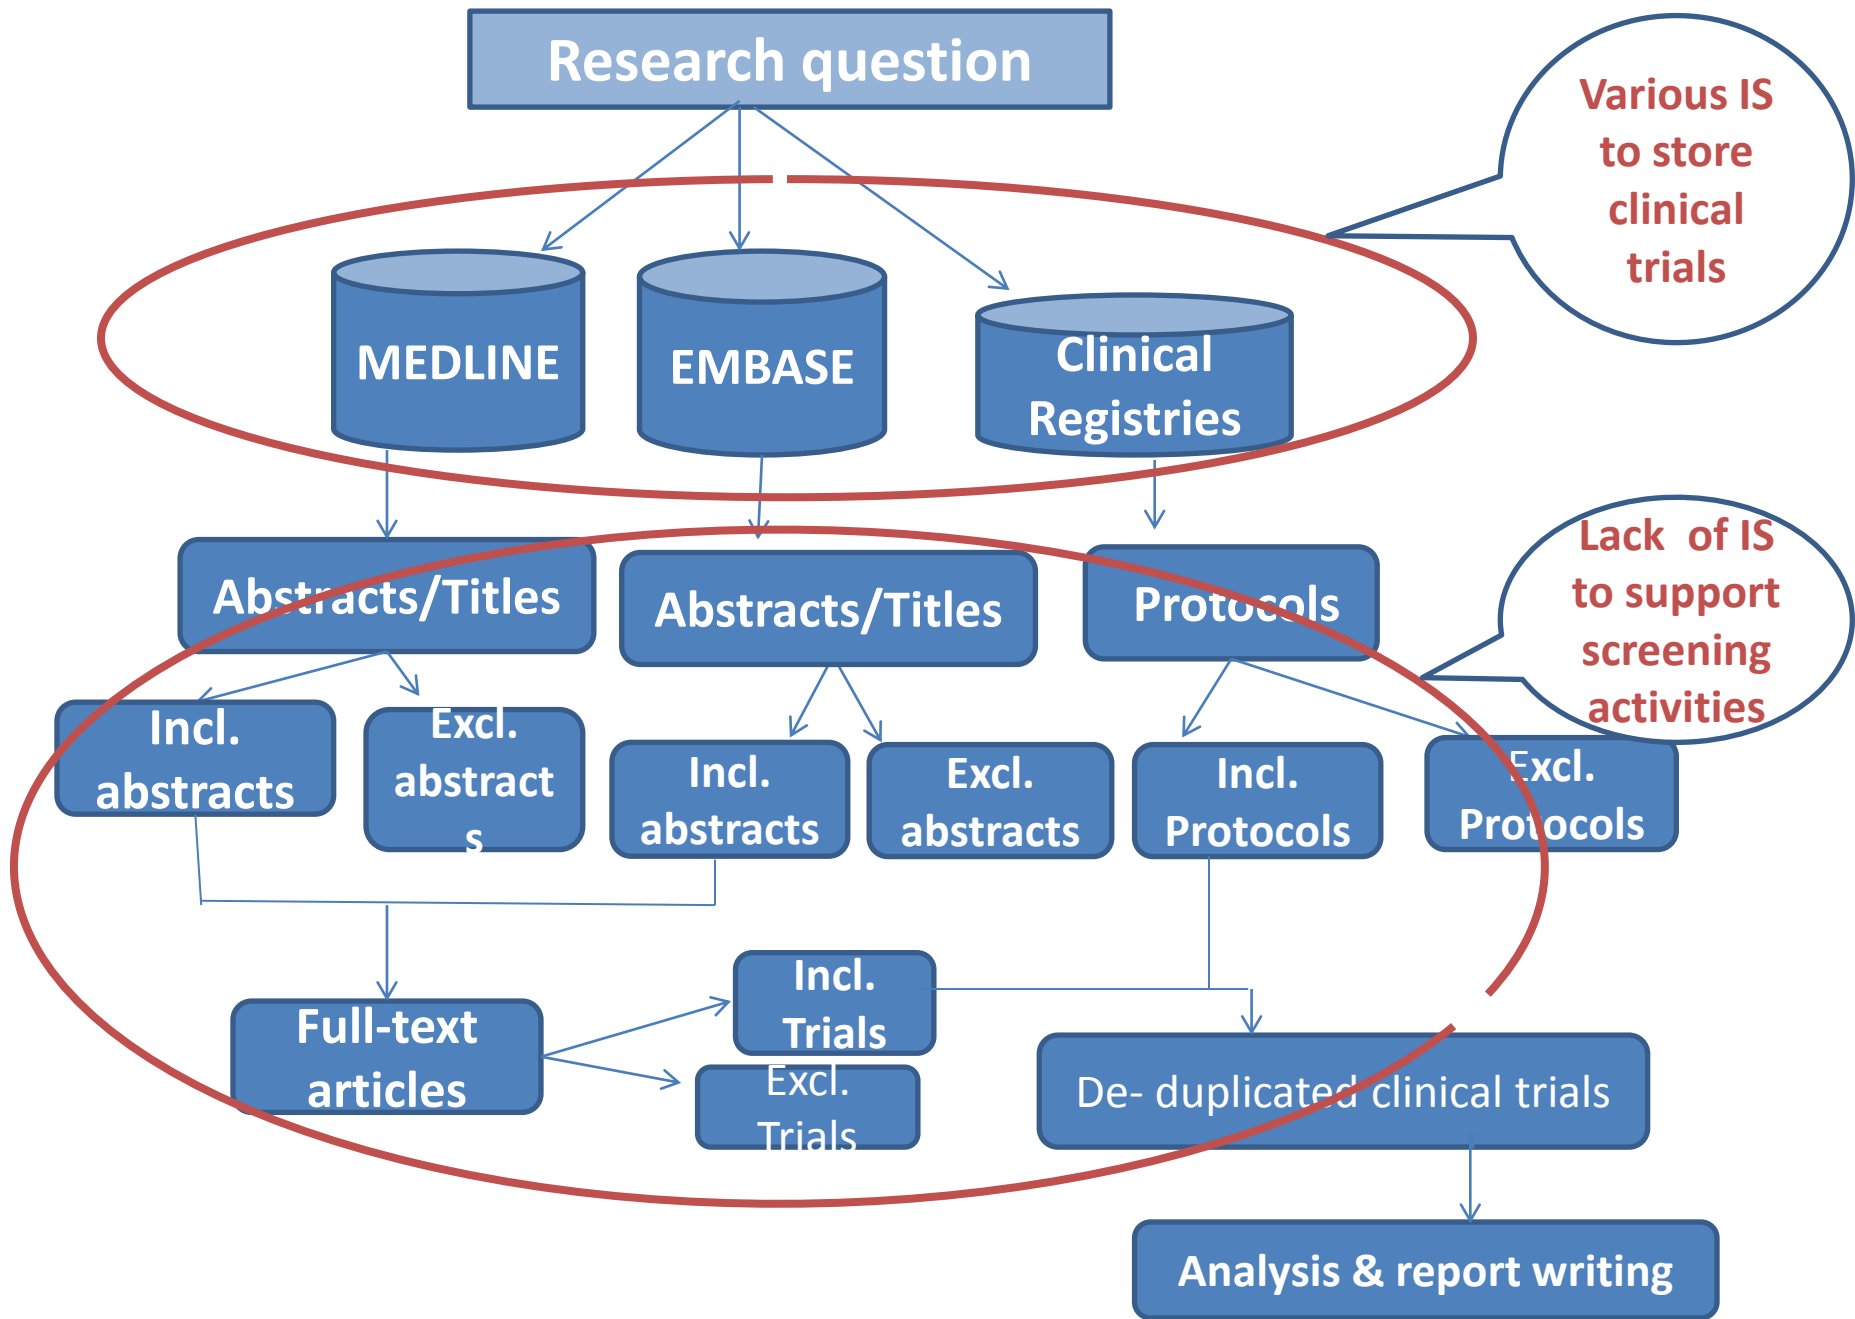 Research question
Various IS
to store
clinical
trials
MEDLINE
EMBASE
Clinical
Registries
Lack  of IS
to support
screening
activities
Abstracts/Titles
Abstracts/Titles
Protocols
Incl.
abstracts
Excl.
abstract
s
Incl.
abstracts
Excl.
abstracts
Incl.
Protocols
Excl.
Protocols
Full-text
articles
Incl.
Trials
Excl.
Trials
De- duplicated clinical trials
Analysis & report writing